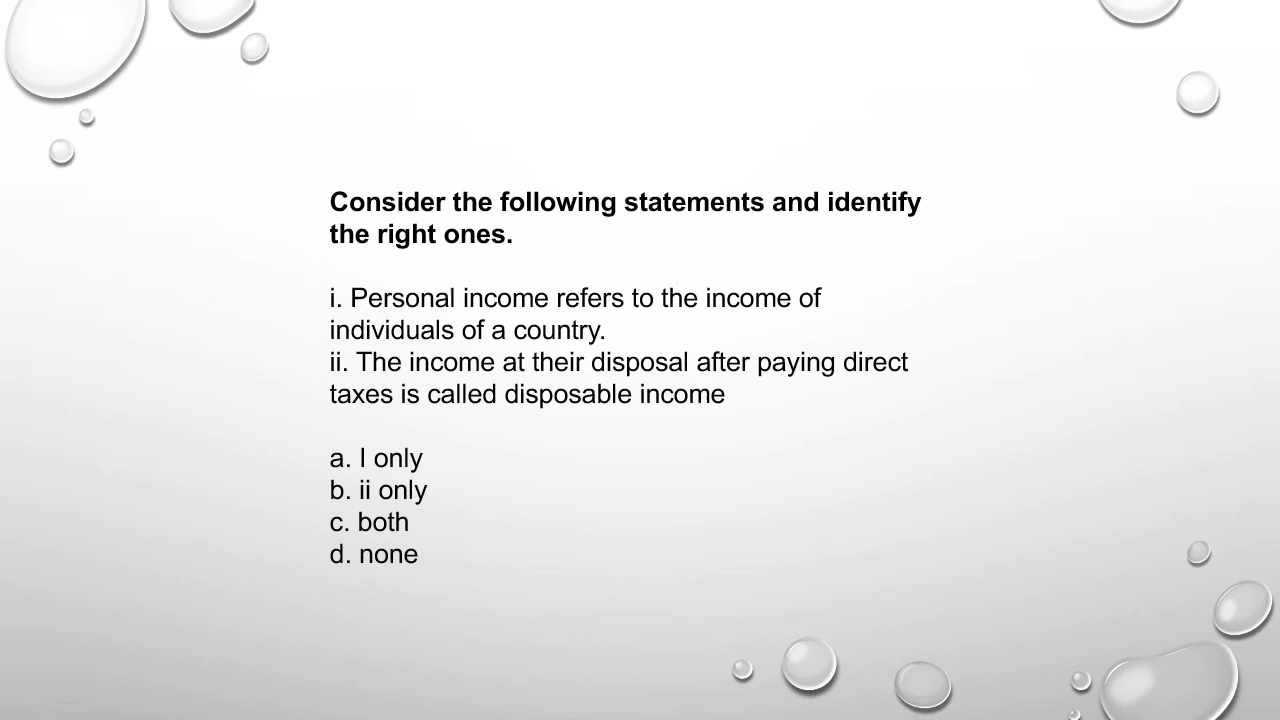 Consider the following statements and identify
the right ones.
i. Personal income refers to the income of
individuals of a country.
ii. The income at their disposal after paying direct
taxes is called disposable income
a. I only
b. ii only
c. both
d. none